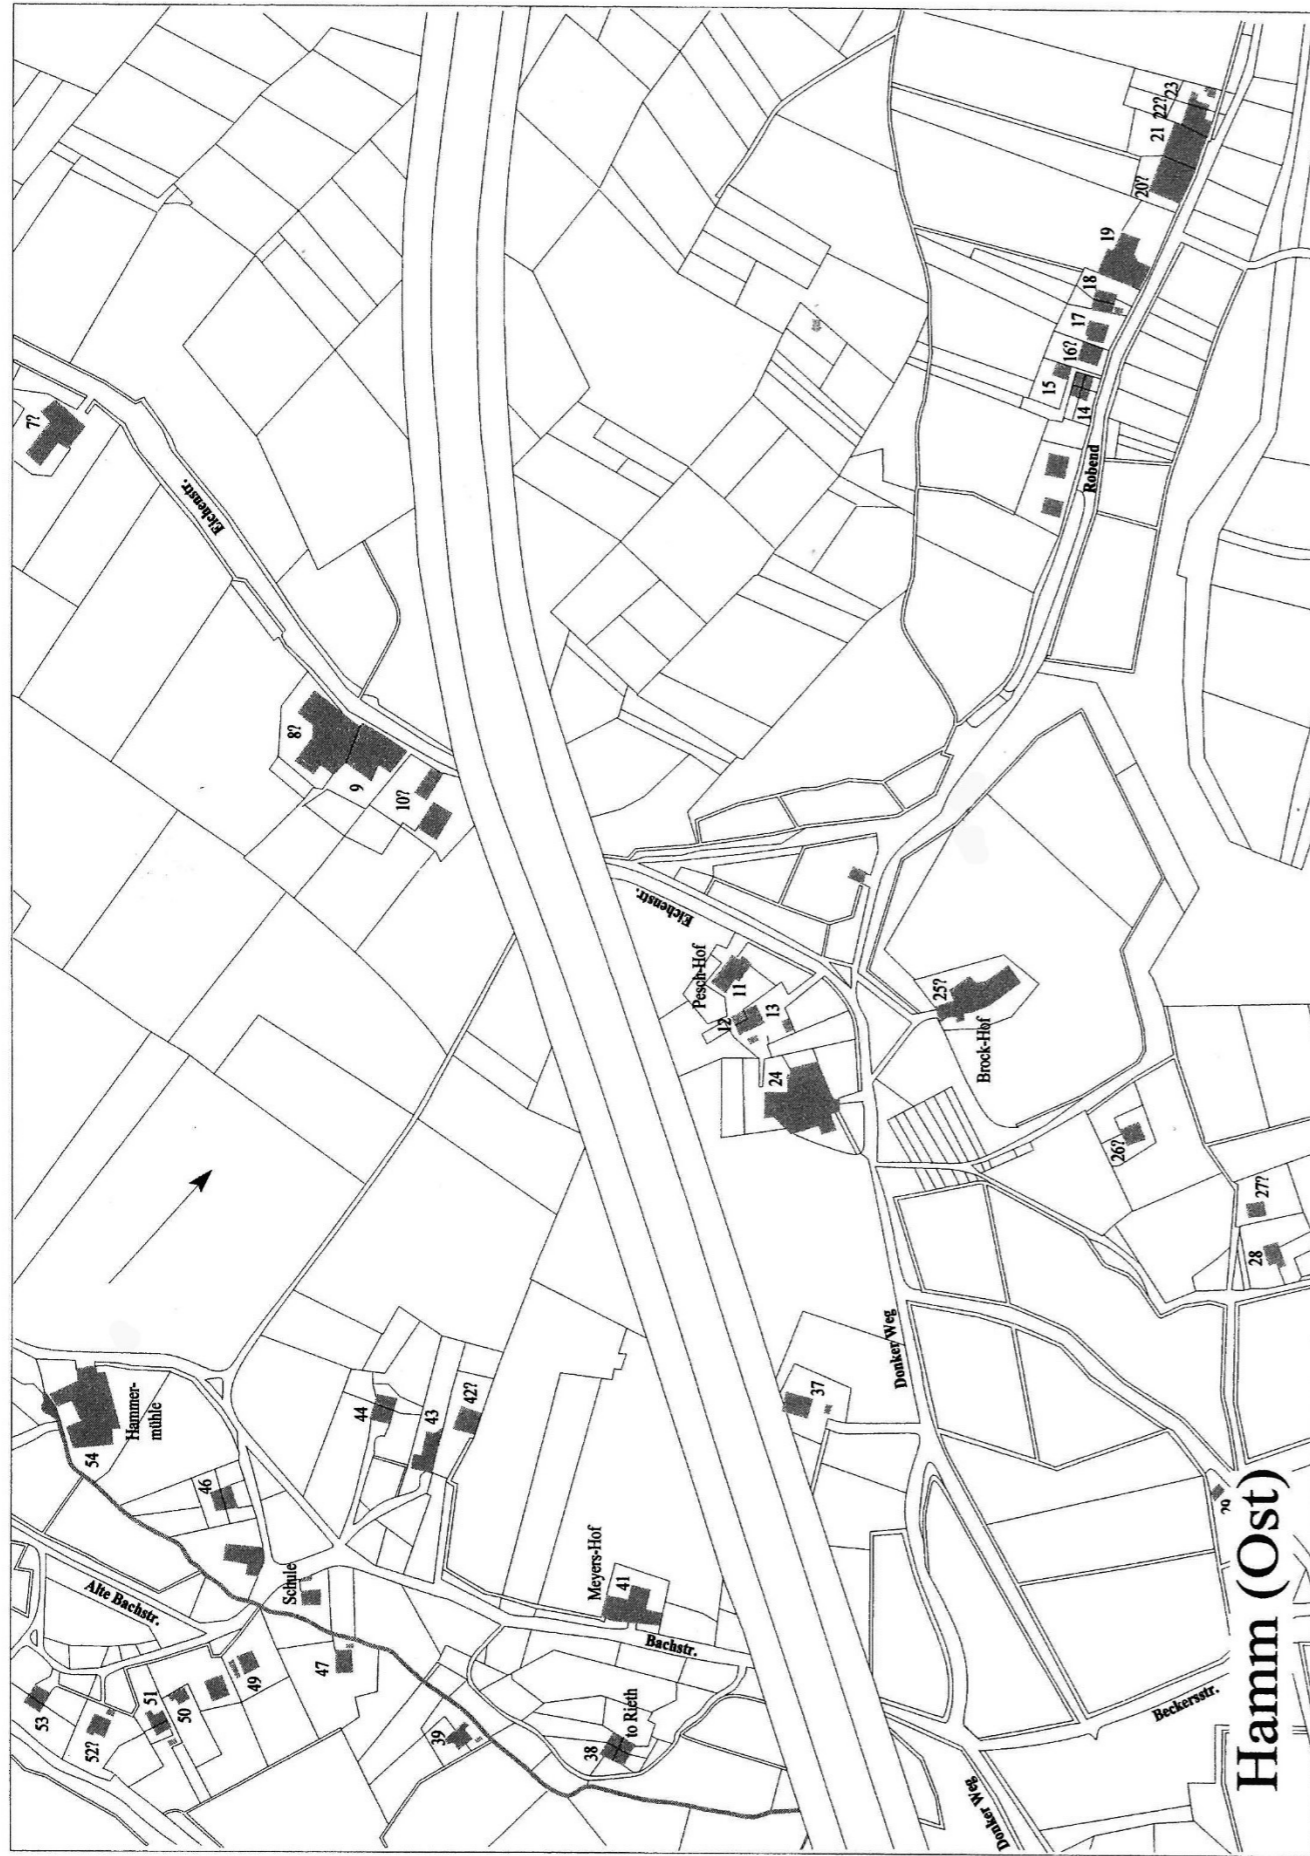 53
7?
52?
Alte Bachstr.
54
Hammer-
mühle
51
50
46
Eichenstr.
49
Schule
8?
47
9
44
10?
43
39
42?
38
Meyers-Hof
41
to Rieth
Bachstr.
Eichenstr.
Pesch-Hof
12
11
13
24
37
Donker Weg
25?
Donker Weg
Brock-Hof
15
16?
17
14
18
Robend
19
26?
20?
21
22?
23
Beckersstr.
28
27?
29
Hamm (Ost)